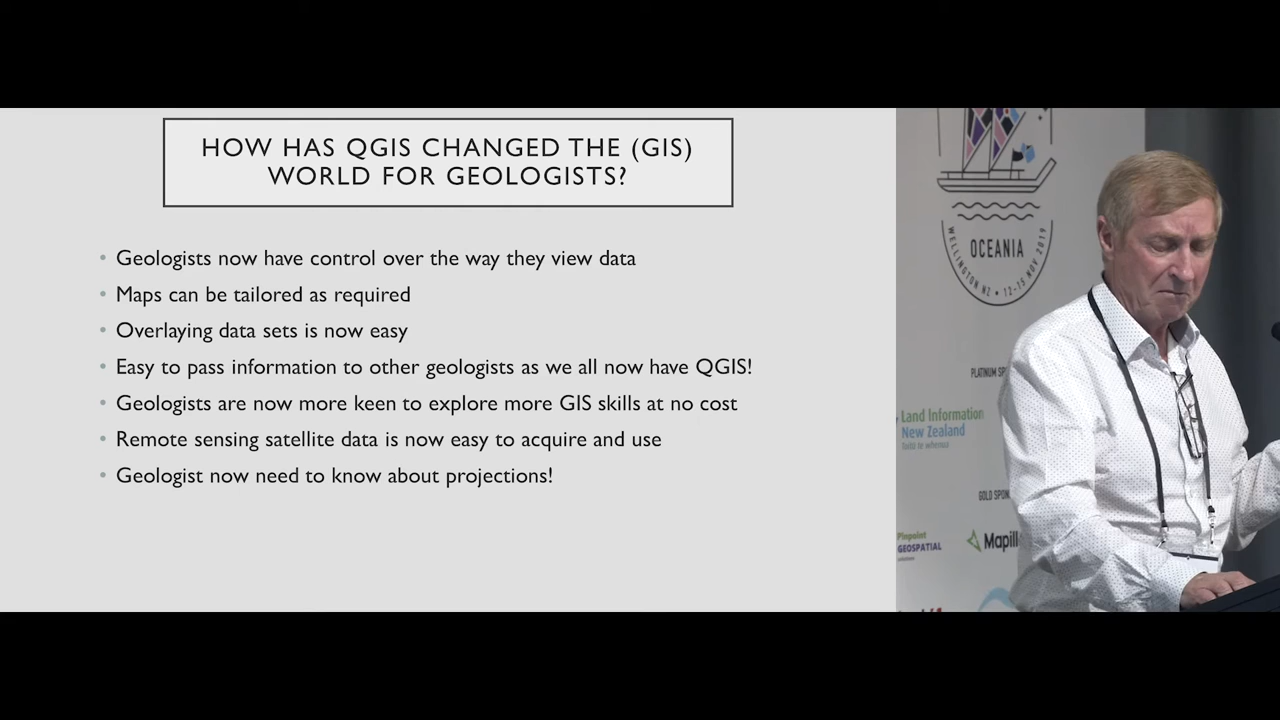 HOW HAS QGIS CHANGED THE (GIS)
WORLD FOR GEOLOGISTS?
• Geologists now have control over the way they view data
• Maps can be tailored as required
• Overlaying data sets is now easy
• Easy to pass information to other geologists as we all now have QGIS!
• Geologists are now more keen to explore more GIS skills at no cost
• Remote sensing satellite data is now easy to acquire and use
• Geologist now need to know about projections!
OCEANIA
WELLINGTON NZ • 12-15 NOV 2019
PLATINUM
Land Information
New Zealand
Toitū te whenua
GOLD
Pinpoint
GEOSPATIAL
Mapill